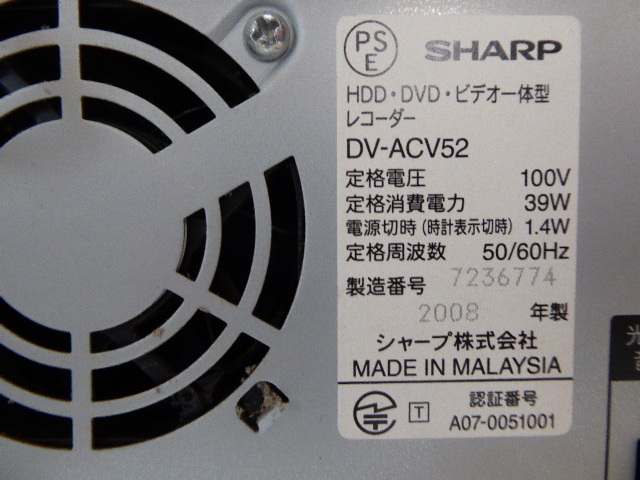 PSE SHARP
HDD・DVD・ビデオ一体型
レコーダー
DV-ACV52
定格電圧 100V
定格消費電力 39W
電源切時(時計表示切時) 1.4W
定格周波数 50/60Hz
製造番号 7236774
2008 年製
シャープ株式会社
MADE IN MALAYSIA
T 認証番号
A07-0051001
光